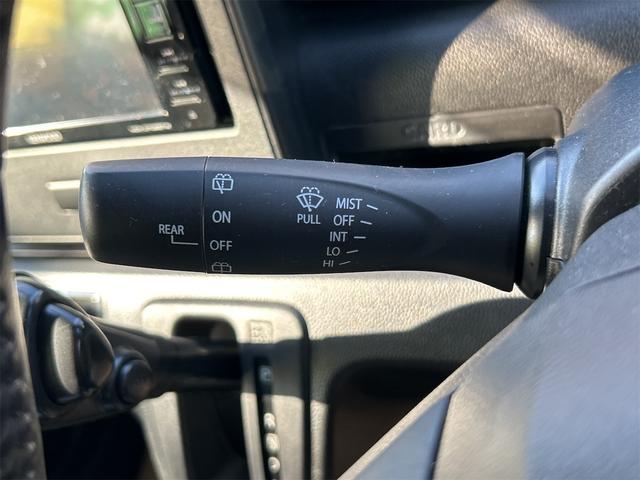 ON
REAR
OFF
PULL
MIST
OFF
INT
LO
HI
CARD